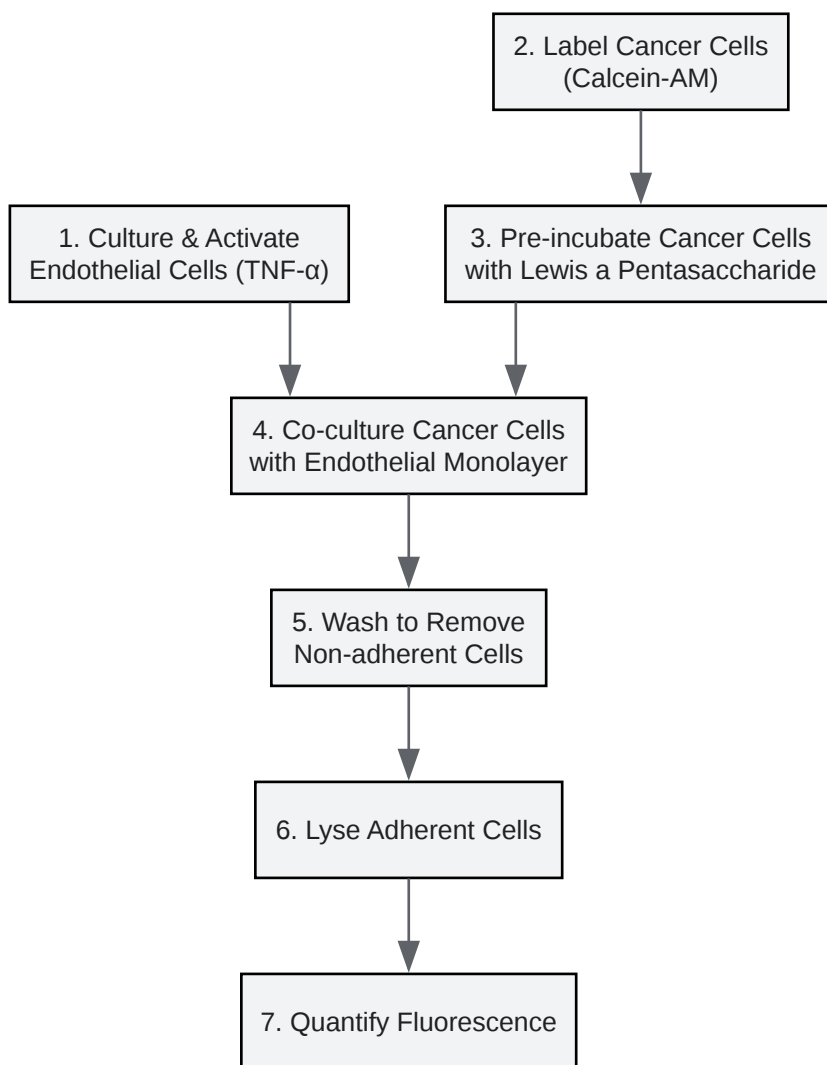 2. Label Cancer Cells
(Calcein-AM)
1. Culture & Activate
Endothelial Cells (TNF-α)
3. Pre-incubate Cancer Cells
with Lewis a Pentasaccharide
4. Co-culture Cancer Cells
with Endothelial Monolayer
5. Wash to Remove
Non-adherent Cells
6. Lyse Adherent Cells
7. Quantify Fluorescence